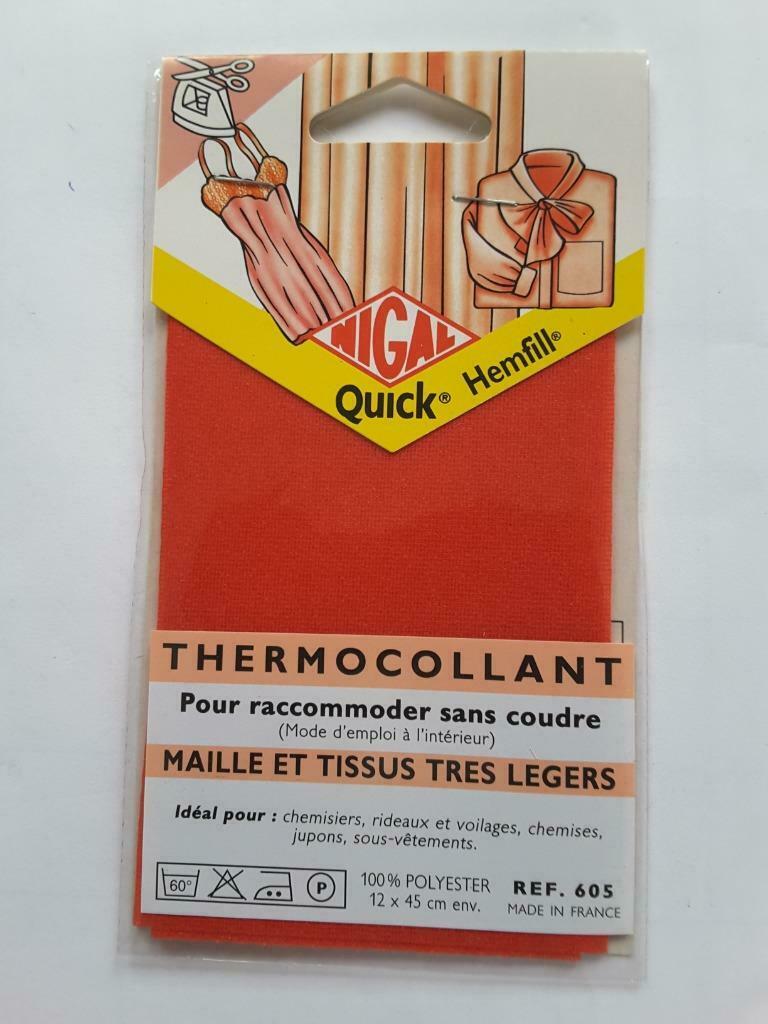 NIGAL
Quick® Hemfill®
THERMOCOLLANT
Pour raccommoder sans coudre
(Mode d'emploi à l'intérieur)
MAILLE ET TISSUS TRES LEGERS
Idéal pour : chemisiers, rideaux et voilages, chemises,
jupons, sous-vêtements.
60° P 100% POLYESTER REF. 605
12 x 45 cm env. MADE IN FRANCE